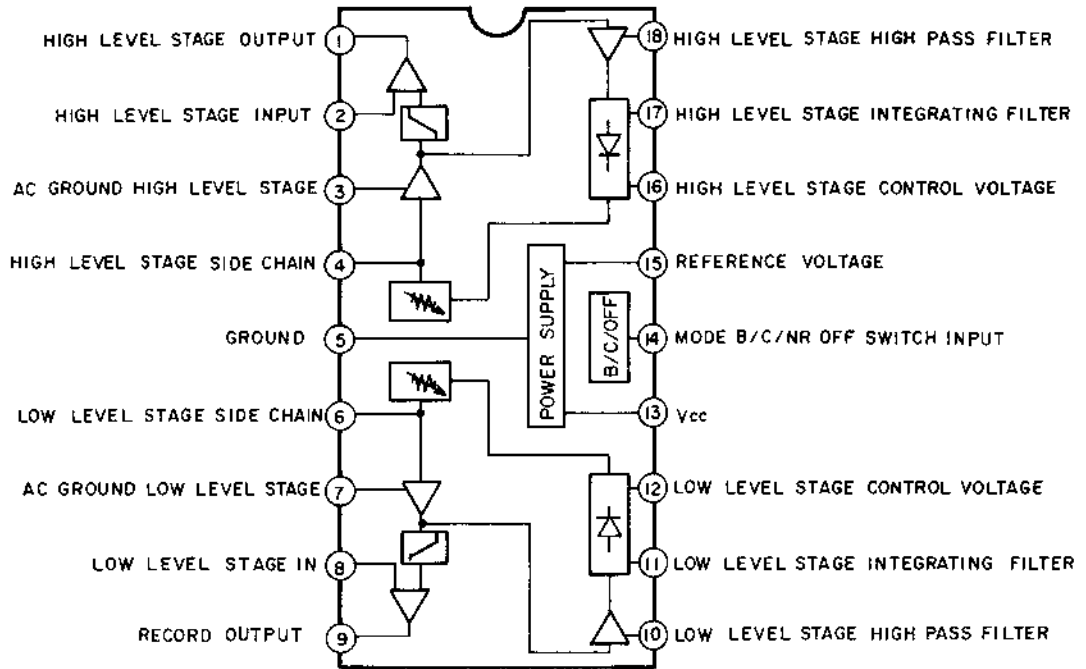 HIGH LEVEL STAGE OUTPUT 1
18 HIGH LEVEL STAGE HIGH PASS FILTER
HIGH LEVEL STAGE INPUT 2
17 HIGH LEVEL STAGE INTEGRATING FILTER
AC GROUND HIGH LEVEL STAGE 3
16 HIGH LEVEL STAGE CONTROL VOLTAGE
HIGH LEVEL STAGE SIDE CHAIN 4
15 REFERENCE VOLTAGE
GROUND 5
POWER SUPPLY
B/C/OFF
14 MODE B/C/NR OFF SWITCH INPUT
LOW LEVEL STAGE SIDE CHAIN 6
13 Vcc
AC GROUND LOW LEVEL STAGE 7
12 LOW LEVEL STAGE CONTROL VOLTAGE
LOW LEVEL STAGE IN 8
11 LOW LEVEL STAGE INTEGRATING FILTER
RECORD OUTPUT 9
10 LOW LEVEL STAGE HIGH PASS FILTER